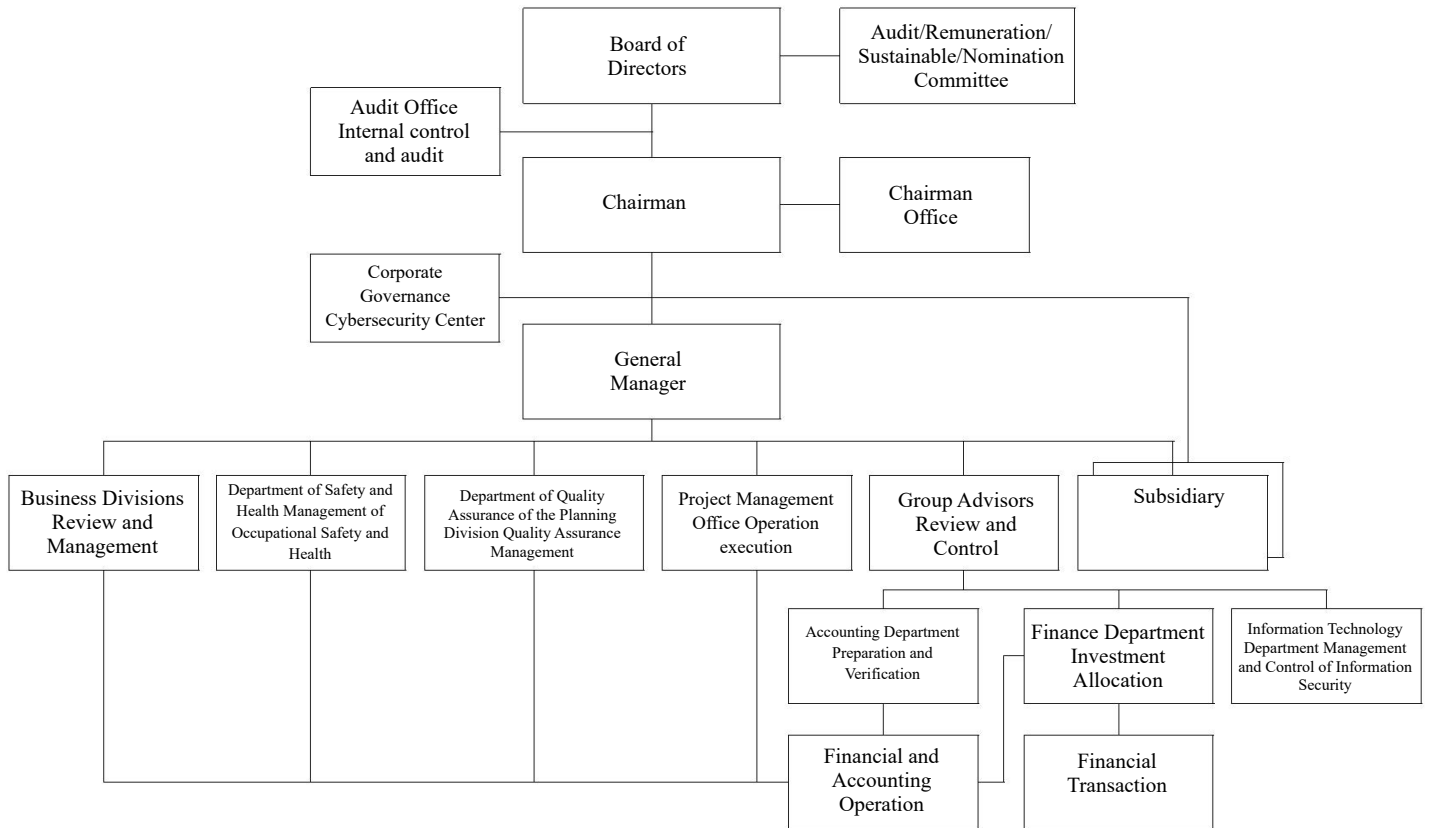 Board of
Directors
Audit/Remuneration/
Sustainable/Nomination
Committee
Audit Office
Internal control
and audit
Chairman
Chairman
Office
Corporate
Governance
Cybersecurity Center
General
Manager
Business Divisions
Review and
Management
Department of Safety and
Health Management of
Occupational Safety and
Health
Department of Quality
Assurance of the Planning
Division Quality Assurance
Management
Project Management
Office Operation
execution
Group Advisors
Review and
Control
Subsidiary
Accounting Department
Preparation and
Verification
Finance Department
Investment
Allocation
Information Technology
Department Management
and Control of Information
Security
Financial and
Accounting
Operation
Financial
Transaction